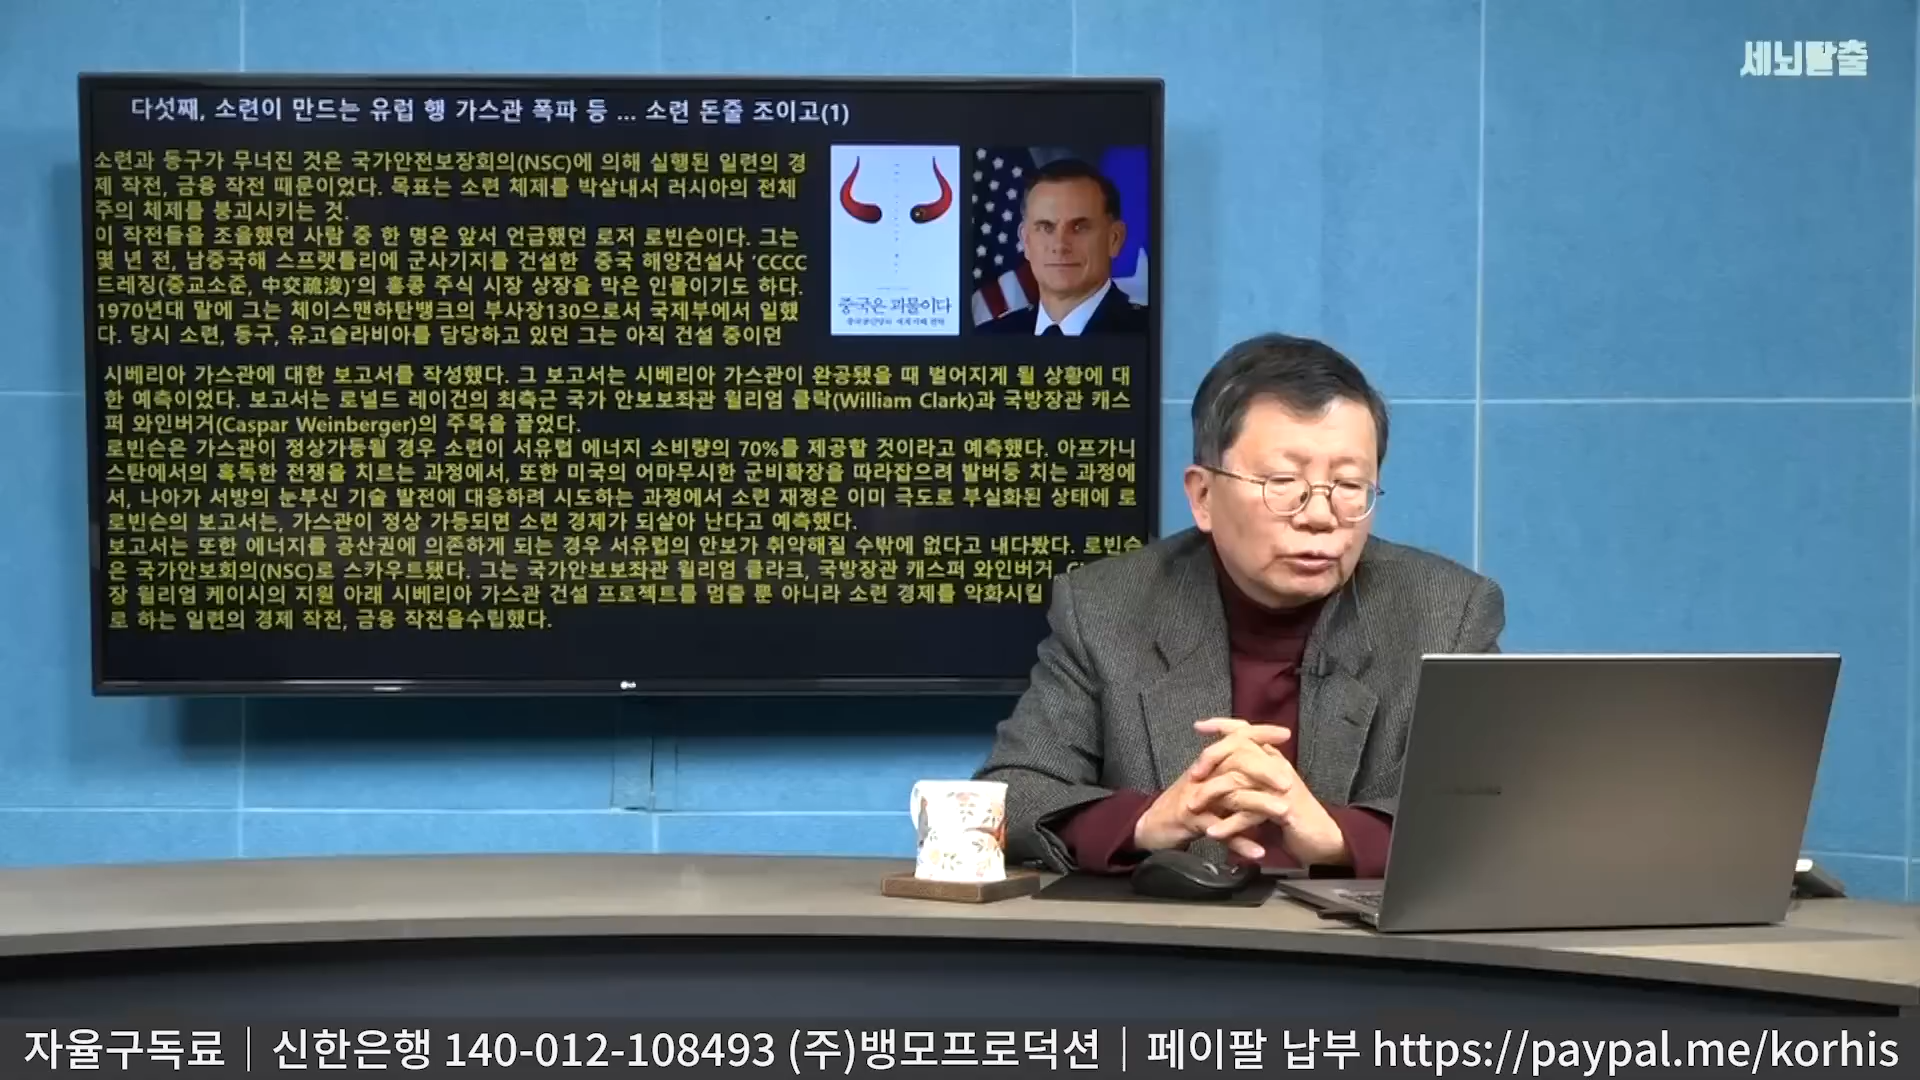 세뇌탈출
다섯째, 소련이 만드는 유럽 행 가스관 폭파 등 ... 소련 돈줄 조이고(1)
소련과 동구가 무너진 것은 국가안전보장회의(NSC)에 의해 실행된 일련의 경
제 작전, 금융 작전 때문이었다. 목표는 소련 체제를 박살내서 러시아의 전체
주의 체제를 붕괴시키는 것.
이 작전들을 조율했던 사람 중 한 명은 앞서 언급했던 로저 로빈슨이다. 그는
몇 년 전, 남중국해 스프랫틀리에 군사기지를 건설한 중국 해양건설사 'CCCC
드레징(중교소준, 中交疏浚)'의 홍콩 주식 시장 상장을 막은 인물이기도 하다.
1970년대 말에 그는 체이스맨하탄뱅크의 부사장130으로서 국제부에서 일했
다. 당시 소련, 동구, 유고슬라비아를 담당하고 있던 그는 아직 건설 중이던
중국은 괴물이다
중국공산당의 세계지배 전략
시베리아 가스관에 대한 보고서를 작성했다. 그 보고서는 시베리아 가스관이 완공됐을 때 벌어지게 될 상황에 대
한 예측이었다. 보고서는 로널드 레이건의 최측근 국가 안보보좌관 윌리엄 클락(William Clark)과 국방장관 캐스
퍼 와인버거(Caspar Weinberger)의 주목을 끌었다.
로빈슨은 가스관이 정상가동될 경우 소련이 서유럽 에너지 소비량의 70%를 제공할 것이라고 예측했다. 아프가니
스탄에서의 혹독한 전쟁을 치르는 과정에서, 또한 미국의 어마무시한 군비확장을 따라잡으려 발버둥 치는 과정에
서, 나아가 서방의 눈부신 기술 발전에 대응하려 시도하는 과정에서 소련 재정은 이미 극도로 부실화된 상태에 로
로빈슨의 보고서는, 가스관이 정상 가동되면 소련 경제가 되살아 난다고 예측했다.
보고서는 또한 에너지를 공산권에 의존하게 되는 경우 서유럽의 안보가 취약해질 수밖에 없다고 내다봤다. 로빈슨
은 국가안보회의(NSC)로 스카우트됐다. 그는 국가안보보좌관 윌리엄 클라크, 국방장관 캐스퍼 와인버거
장 윌리엄 케이시의 지원 아래 시베리아 가스관 건설 프로젝트를 멈출 뿐 아니라 소련 경제를 악화시킬
로 하는 일련의 경제 작전, 금융 작전을수립했다.
자율구독료｜신한은행 140-012-108493 (주)뱅모프로덕션｜페이팔 납부 https://paypal.me/korhis